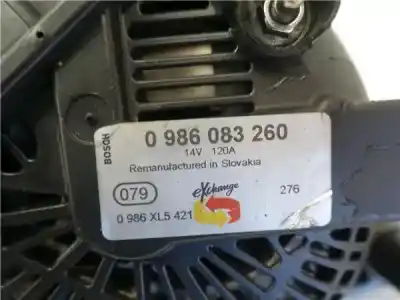 BOSCH
0 986 083 260
14V 120A
Remanufactured in Slovakia
079
exchange
276
0 986 XL5 421